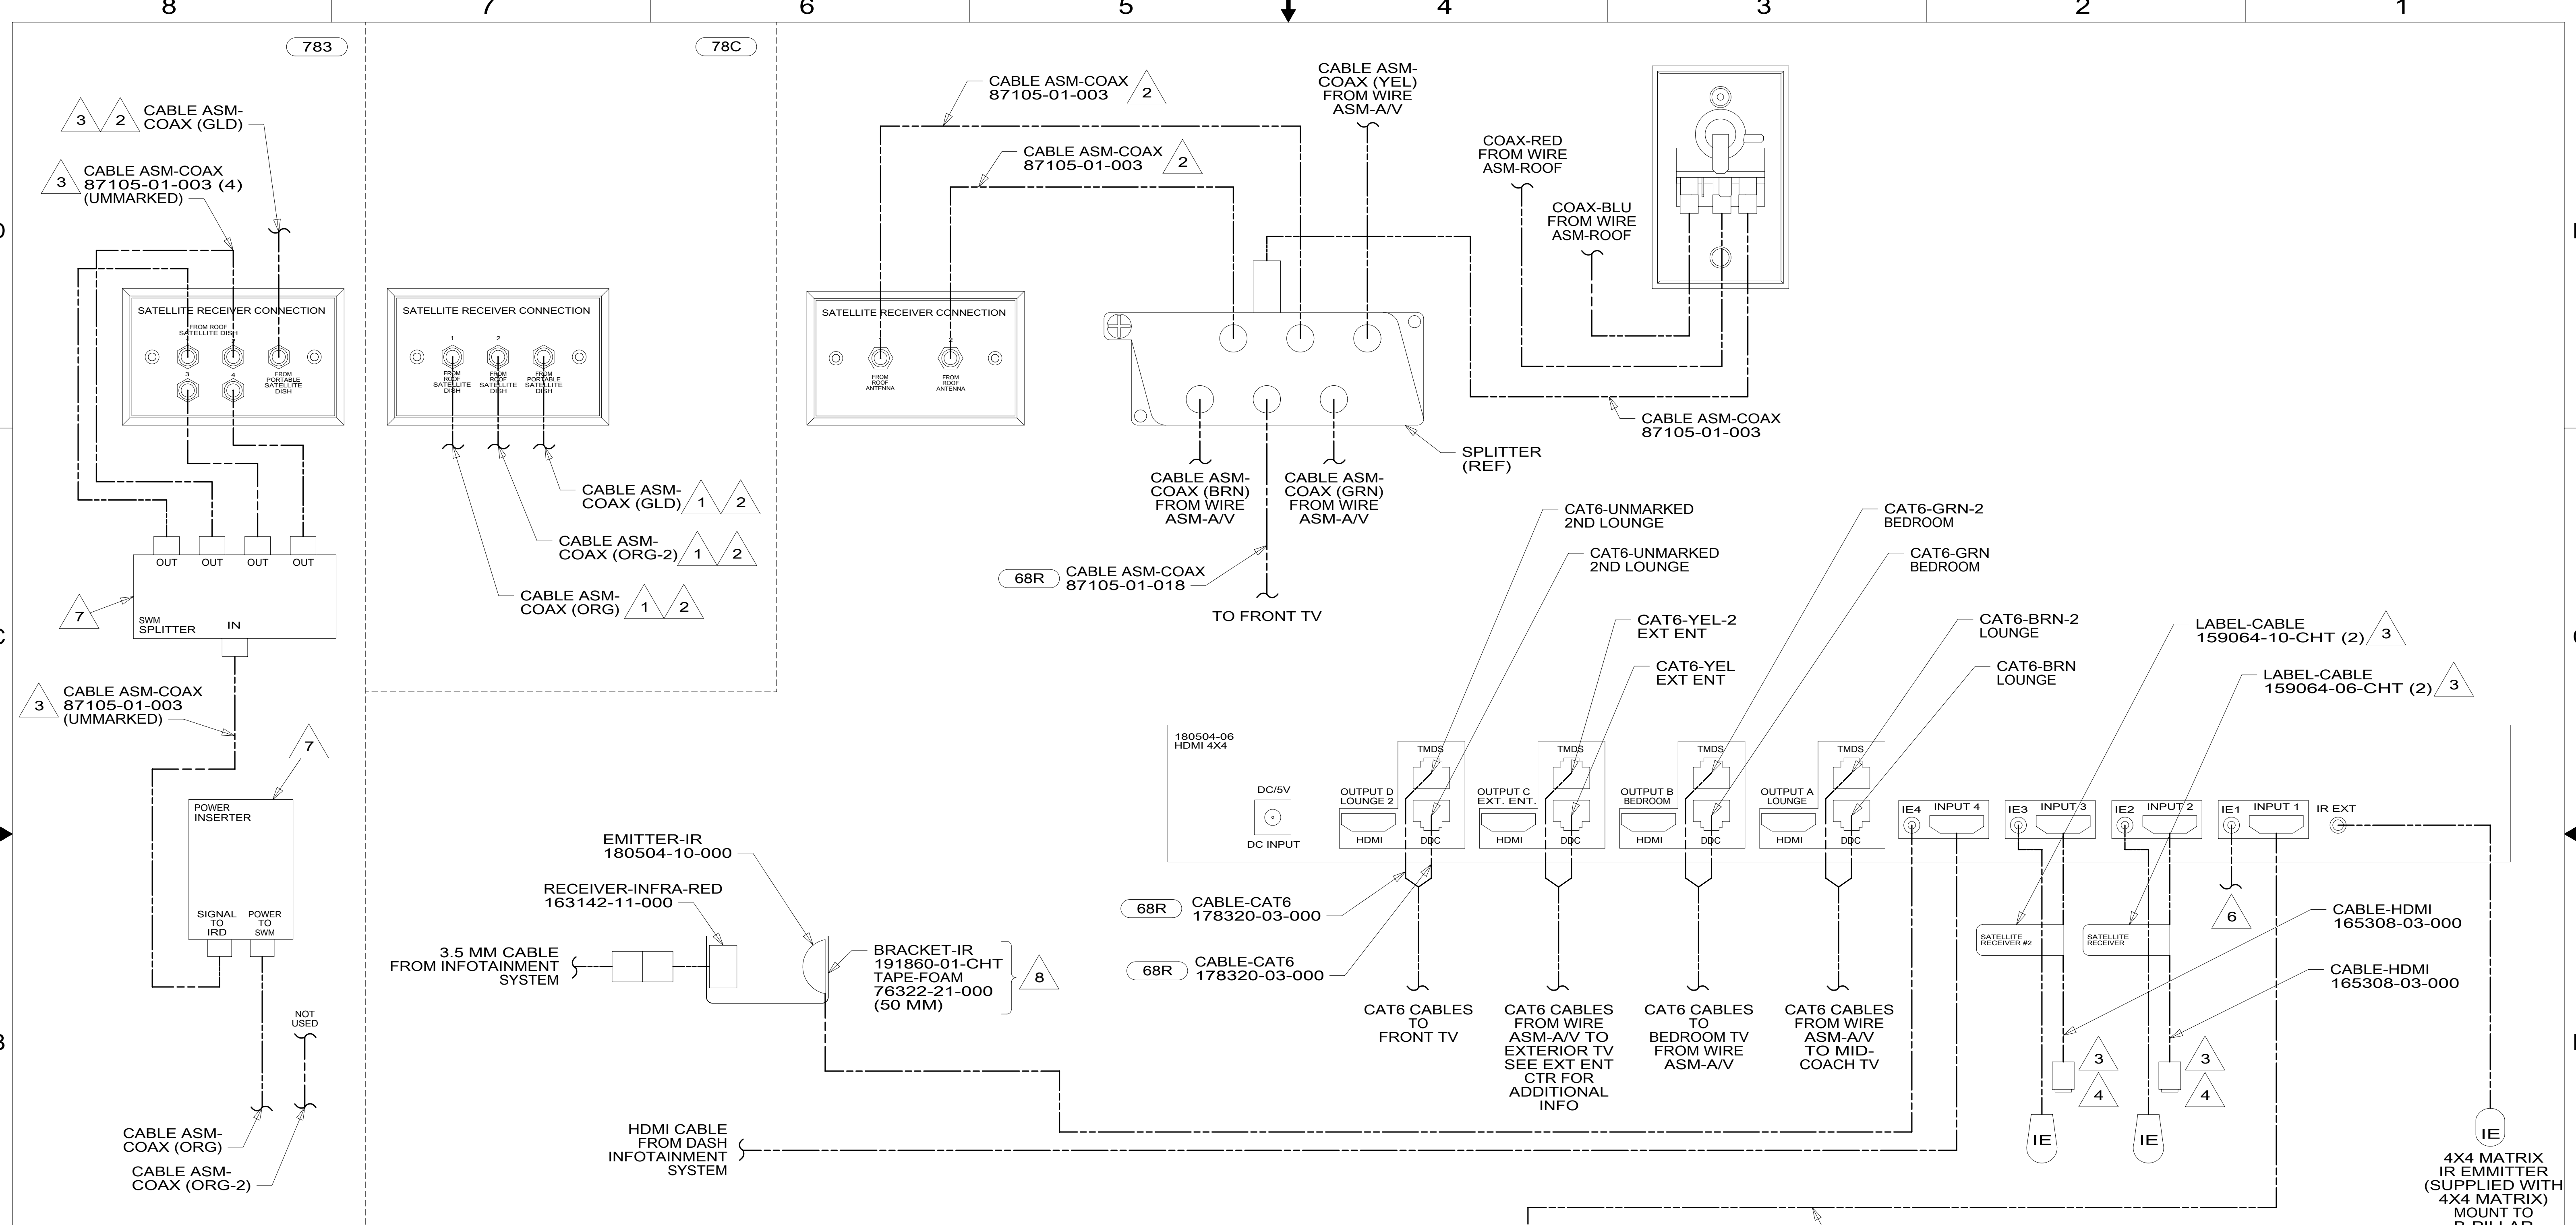 8 7 6 5 4 3 2 1
783
CABLE ASM-
COAX (GLD)
3 2
CABLE ASM-COAX
87105-01-003 (4)
(UMMARKED)
3
SATELLITE RECEIVER CONNECTION
FROM ROOF
SATELLITE DISH
3 4
FROM
PORTABLE
SATELLITE
DISH
OUT OUT OUT OUT
SWM
SPLITTER
IN
7
CABLE ASM-COAX
87105-01-003
(UMMARKED)
3
7
POWER
INSERTER
SIGNAL
TO
IRD
POWER
TO
SWM
NOT
USED
CABLE ASM-
COAX (ORG)
CABLE ASM-
COAX (ORG-2)
78C
SATELLITE RECEIVER CONNECTION
1 2
FROM
ROOF
SATELLITE
DISH
FROM
ROOF
SATELLITE
DISH
FROM
PORTABLE
SATELLITE
DISH
CABLE ASM-
COAX (GLD)
1 2
CABLE ASM-
COAX (ORG-2)
1 2
CABLE ASM-
COAX (ORG)
1 2
CABLE ASM-COAX
87105-01-003
2
CABLE ASM-COAX
87105-01-003
2
CABLE ASM-
COAX (YEL)
FROM WIRE
ASM-A/V
COAX-RED
FROM WIRE
ASM-ROOF
COAX-BLU
FROM WIRE
ASM-ROOF
SATELLITE RECEIVER CONNECTION
FROM
ROOF
ANTENNA
FROM
ROOF
ANTENNA
CABLE ASM-COAX
87105-01-003
SPLITTER
(REF)
CABLE ASM-
COAX (BRN)
FROM WIRE
ASM-A/V
CABLE ASM-
COAX (GRN)
FROM WIRE
ASM-A/V
68R
CABLE ASM-COAX
87105-01-018
TO FRONT TV
CAT6-UNMARKED
2ND LOUNGE
CAT6-UNMARKED
2ND LOUNGE
CAT6-YEL-2
EXT ENT
CAT6-YEL
EXT ENT
CAT6-GRN-2
BEDROOM
CAT6-GRN
BEDROOM
CAT6-BRN-2
LOUNGE
CAT6-BRN
LOUNGE
LABEL-CABLE
159064-10-CHT (2)
3
LABEL-CABLE
159064-06-CHT (2)
3
180504-06
HDMI 4X4
DC/5V
DC INPUT
OUTPUT D
LOUNGE 2
HDMI
TMDS
DDC
OUTPUT C
EXT. ENT.
HDMI
TMDS
DDC
OUTPUT B
BEDROOM
HDMI
TMDS
DDC
OUTPUT A
LOUNGE
HDMI
TMDS
DDC
IE4 INPUT 4
IE3 INPUT 3
IE2 INPUT 2
IE1 INPUT 1
IR EXT
EMITTER-IR
180504-10-000
RECEIVER-INFRA-RED
163142-11-000
3.5 MM CABLE
FROM INFOTAINMENT
SYSTEM
BRACKET-IR
191860-01-CHT
TAPE-FOAM
76322-21-000
(50 MM)
8
68R
CABLE-CAT6
178320-03-000
68R
CABLE-CAT6
178320-03-000
CAT6 CABLES
TO
FRONT TV
CAT6 CABLES
FROM WIRE
ASM-A/V TO
EXTERIOR TV
SEE EXT ENT
CTR FOR
ADDITIONAL
INFO
CAT6 CABLES
TO
BEDROOM TV
FROM WIRE
ASM-A/V
CAT6 CABLES
FROM WIRE
ASM-A/V
TO MID-
COACH TV
SATELLITE
RECEIVER #2
SATELLITE
RECEIVER
6
CABLE-HDMI
165308-03-000
CABLE-HDMI
165308-03-000
3
4
3
4
IE
IE
IE
4X4 MATRIX
IR EMMITTER
(SUPPLIED WITH
4X4 MATRIX)
MOUNT TO
HDMI CABLE
FROM DASH
INFOTAINMENT
SYSTEM